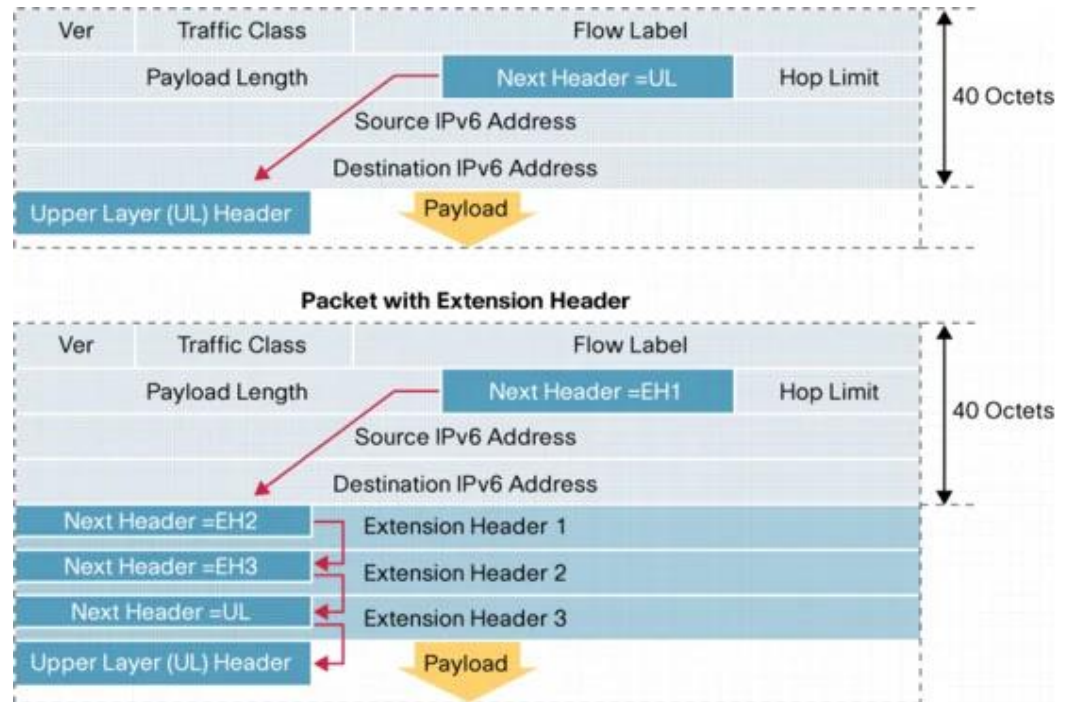 Ver Traffic Class Flow Label
Payload Length Next Header =UL Hop Limit
40 Octets
Source IPv6 Address
Destination IPv6 Address
Upper Layer (UL) Header Payload
Packet with Extension Header
Ver Traffic Class Flow Label
Payload Length Next Header =EH1 Hop Limit
40 Octets
Source IPv6 Address
Destination IPv6 Address
Next Header =EH2 Extension Header 1
Next Header =EH3 Extension Header 2
Next Header =UL Extension Header 3
Upper Layer (UL) Header Payload